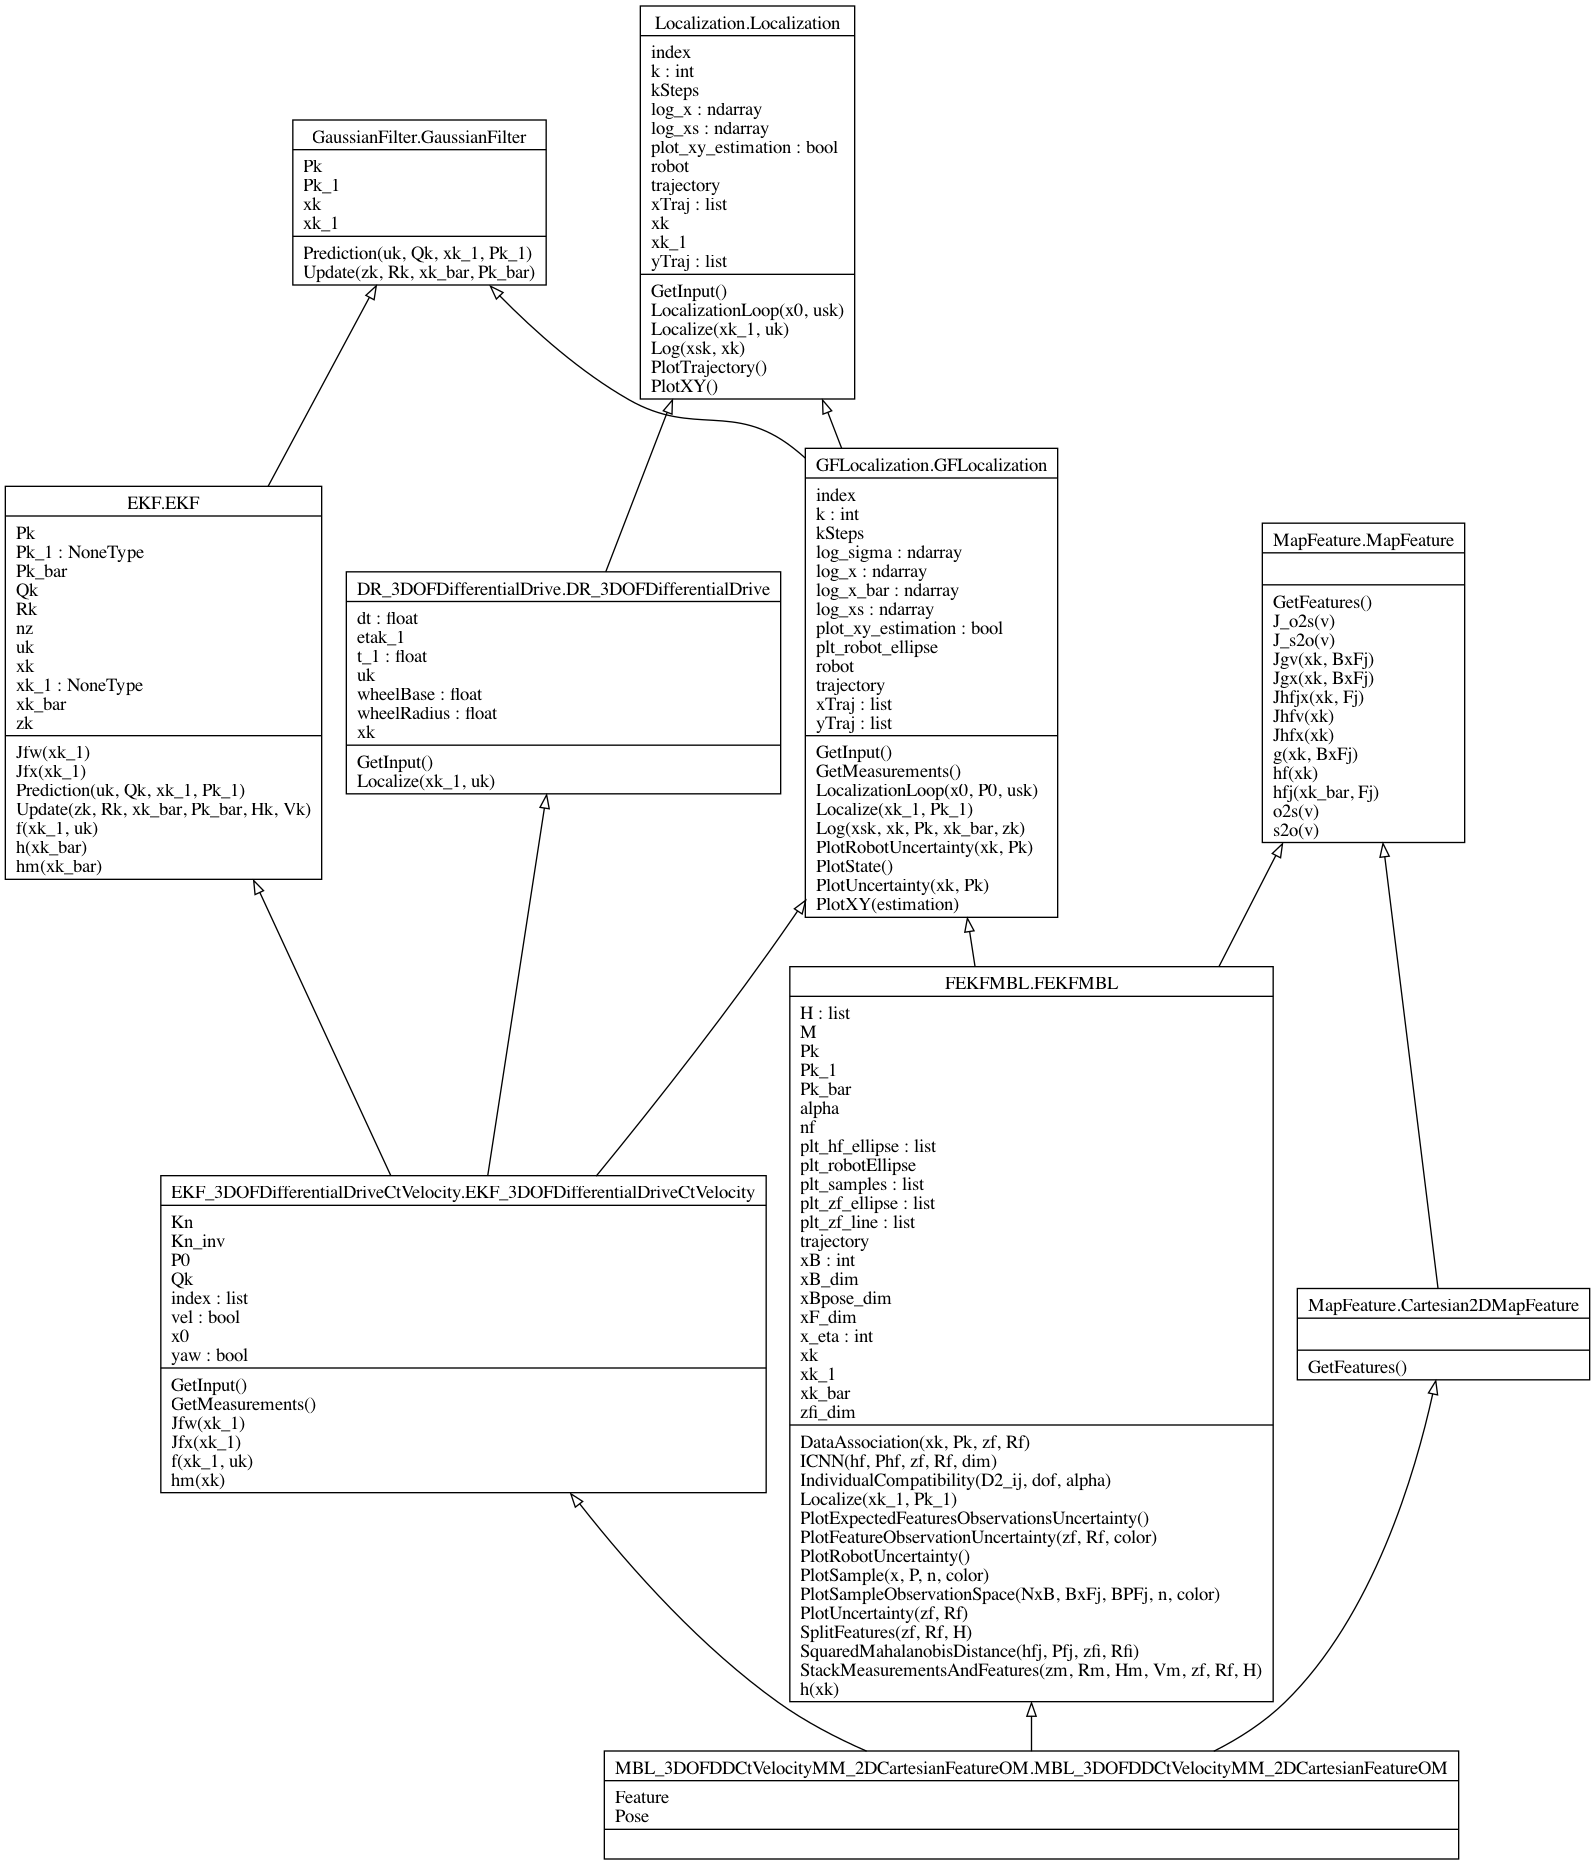 Localization.Localization
index
k : int
kSteps
log_x : ndarray
log_xs : ndarray
plot_xy_estimation : bool
robot
trajectory
xTraj : list
xk
xk_1
yTraj : list
GetInput()
LocalizationLoop(x0, usk)
Localize(xk_1, uk)
Log(xsk, xk)
PlotTrajectory()
PlotXY()
GaussianFilter.GaussianFilter
Pk
Pk_1
xk
xk_1
Prediction(uk, Qk, xk_1, Pk_1)
Update(zk, Rk, xk_bar, Pk_bar)
EKF.EKF
Pk
Pk_1 : NoneType
Pk_bar
Qk
Rk
nz
uk
xk
xk_1 : NoneType
xk_bar
zk
Jfw(xk_1)
Jfx(xk_1)
Prediction(uk, Qk, xk_1, Pk_1)
Update(zk, Rk, xk_bar, Pk_bar, Hk, Vk)
f(xk_1, uk)
h(xk_bar)
hm(xk_bar)
DR_3DOFDifferentialDrive.DR_3DOFDifferentialDrive
dt : float
etak_1
t_1 : float
uk
wheelBase : float
wheelRadius : float
xk
GetInput()
Localize(xk_1, uk)
GFLocalization.GFLocalization
index
k : int
kSteps
log_sigma : ndarray
log_x : ndarray
log_x_bar : ndarray
log_xs : ndarray
plot_xy_estimation : bool
plt_robot_ellipse
robot
trajectory
xTraj : list
yTraj : list
GetInput()
GetMeasurements()
LocalizationLoop(x0, P0, usk)
Localize(xk_1, Pk_1)
Log(xsk, xk, Pk, xk_bar, zk)
PlotRobotUncertainty(xk, Pk)
PlotState()
PlotUncertainty(xk, Pk)
PlotXY(estimation)
MapFeature.MapFeature
GetFeatures()
J_o2s(v)
J_s2o(v)
Jgv(xk, BxFj)
Jgx(xk, BxFj)
Jhfjx(xk, Fj)
Jhfv(xk)
Jhfx(xk)
g(xk, BxFj)
hf(xk)
hfj(xk_bar, Fj)
o2s(v)
s2o(v)
EKF_3DOFDifferentialDriveCtVelocity.EKF_3DOFDifferentialDriveCtVelocity
Kn
Kn_inv
P0
Qk
index : list
vel : bool
x0
yaw : bool
GetInput()
GetMeasurements()
Jfw(xk_1)
Jfx(xk_1)
f(xk_1, uk)
hm(xk)
FEKFMBL.FEKFMBL
H : list
M
Pk
Pk_1
Pk_bar
alpha
nf
plt_hf_ellipse : list
plt_robotEllipse
plt_samples : list
plt_zf_ellipse : list
plt_zf_line : list
trajectory
xB : int
xB_dim
xBpose_dim
xF_dim
x_eta : int
xk
xk_1
xk_bar
zfi_dim
DataAssociation(xk, Pk, zf, Rf)
ICNN(hf, Phf, zf, Rf, dim)
IndividualCompatibility(D2_ij, dof, alpha)
Localize(xk_1, Pk_1)
PlotExpectedFeaturesObservationsUncertainty()
PlotFeatureObservationUncertainty(zf, Rf, color)
PlotRobotUncertainty()
PlotSample(x, P, n, color)
PlotSampleObservationSpace(NxB, BxFj, BPFj, n, color)
PlotUncertainty(zf, Rf)
SplitFeatures(zf, Rf, H)
SquaredMahalanobisDistance(hfj, Pfj, zfi, Rfi)
StackMeasurementsAndFeatures(zm, Rm, Hm, Vm, zf, Rf, H)
h(xk)
MapFeature.Cartesian2DMapFeature
GetFeatures()
MBL_3DOFDDCtVelocityMM_2DCartesianFeatureOM.MBL_3DOFDDCtVelocityMM_2DCartesianFeatureOM
Feature
Pose